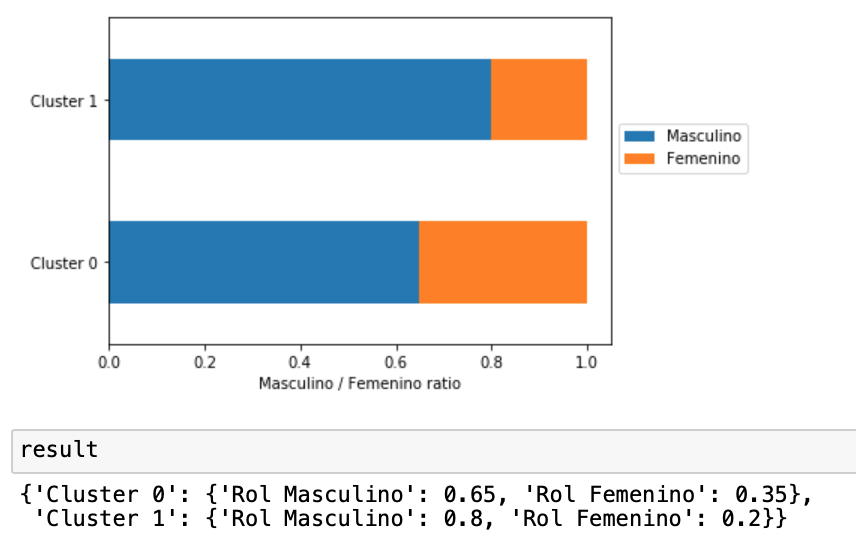 Cluster 1
Masculino
Femenino
Cluster 0
0.0 0.2 0.4 0.6 0.8 1.0
Masculino / Femenino ratio
result
{'Cluster 0': {'Rol Masculino': 0.65, 'Rol Femenino': 0.35},
'Cluster 1': {'Rol Masculino': 0.8, 'Rol Femenino': 0.2}}